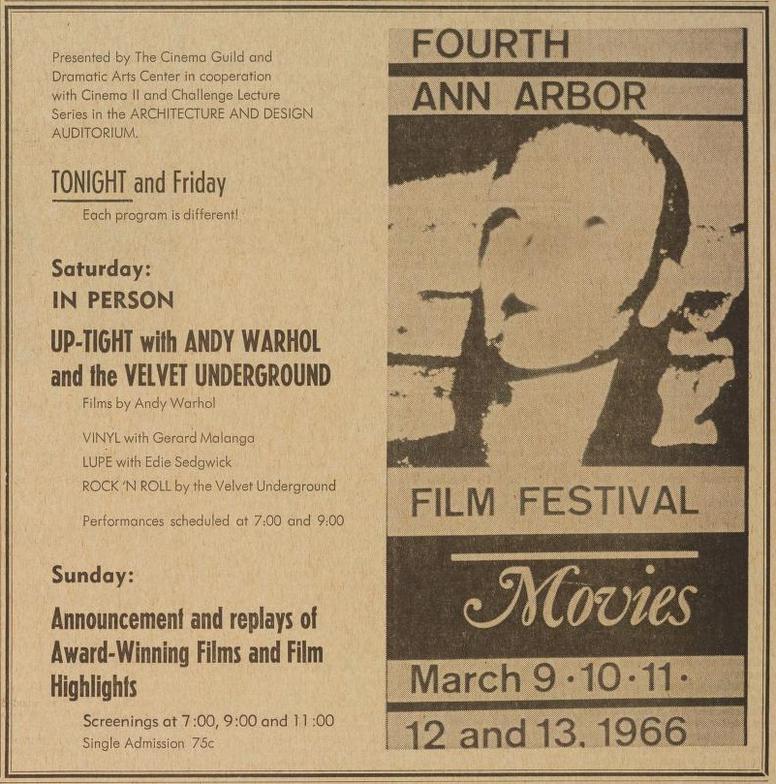 Presented by The Cinema Guild and
Dramatic Arts Center in cooperation
with Cinema II and Challenge Lecture
Series in the ARCHITECTURE AND DESIGN
AUDITORIUM.
TONIGHT and Friday
Each program is different!
Saturday:
IN PERSON
UP-TIGHT with ANDY WARHOL
and the VELVET UNDERGROUND
Films by Andy Warhol
VINYL with Gerard Malanga
LUPE with Edie Sedgwick
ROCK 'N ROLL by the Velvet Underground
Performances scheduled at 7:00 and 9:00
Sunday:
Announcement and replays of
Award-Winning Films and Film
Highlights
Screenings at 7:00, 9:00 and 11:00
Single Admission 75c
FOURTH
ANN ARBOR
FILM FESTIVAL
Movies
March 9·10·11·
12 and 13, 1966